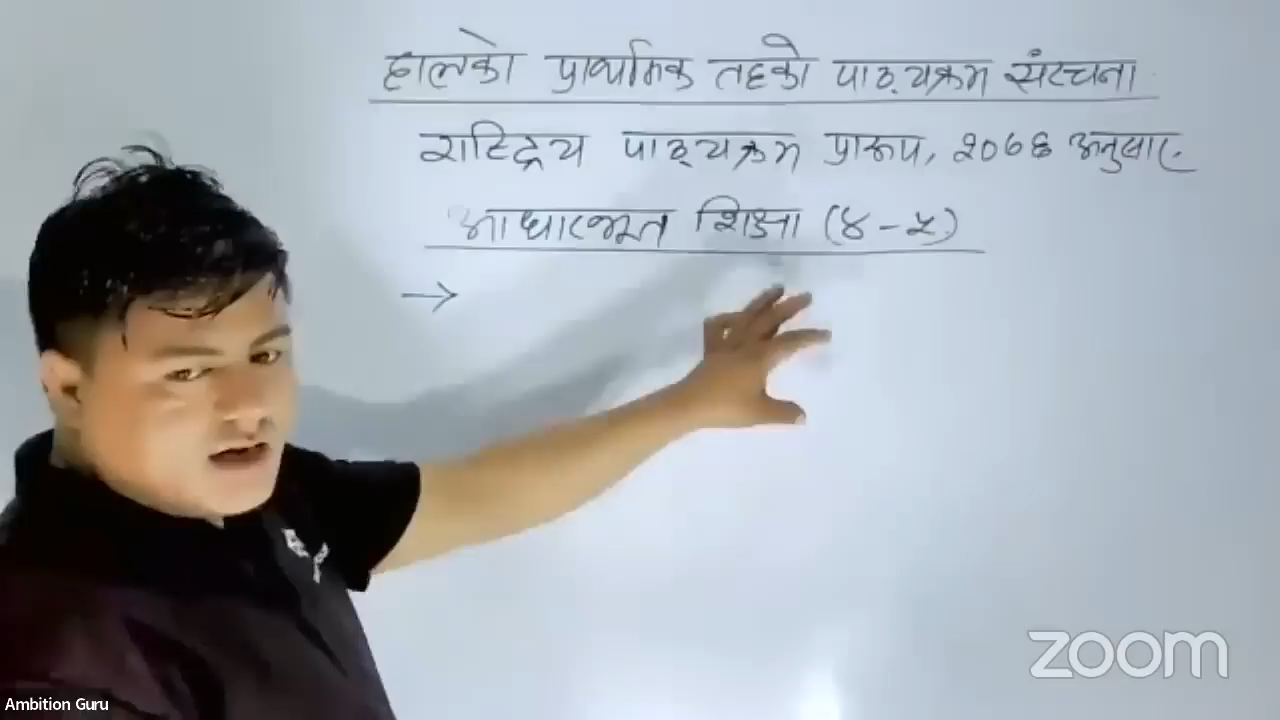 हालको प्राथमिक तहको पाठ्यक्रम संरचना
राष्ट्रिय पाठ्यक्रम प्रारूप, २०७६ अनुसार.
आधारभूत शिक्षा (४-५)
→
zoom
Ambition Guru